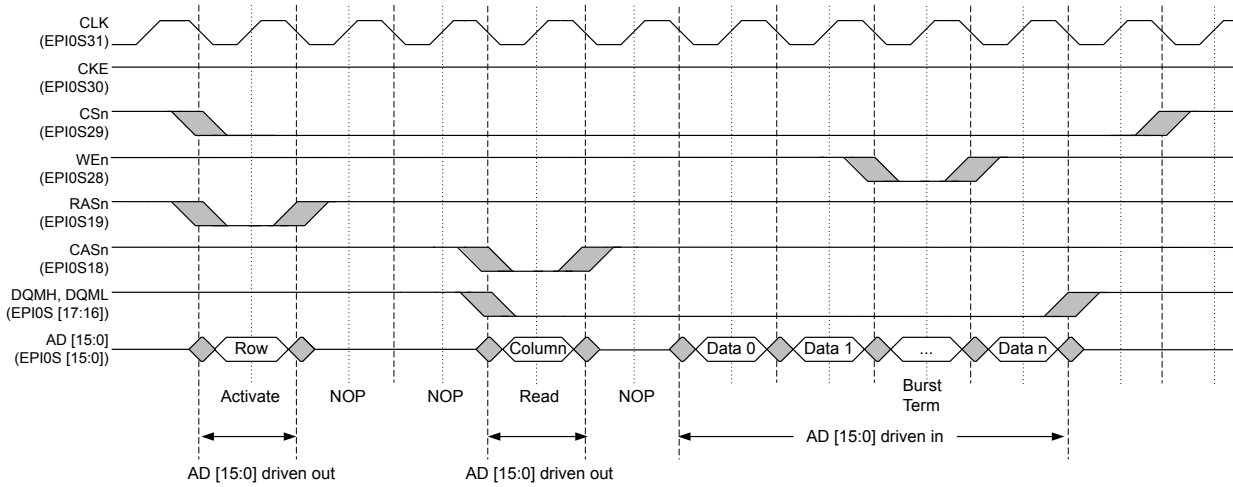 CLK
(EPI0S31)
CKE
(EPI0S30)
CSn
(EPI0S29)
WEn
(EPI0S28)
RASn
(EPI0S19)
CASn
(EPI0S18)
DQMH, DQML
(EPI0S [17:16])
AD [15:0]
(EPI0S [15:0])
Row Column Data 0 Data 1 ... Data n
Activate NOP NOP Read NOP Burst
Term
AD [15:0] driven in
AD [15:0] driven out AD [15:0] driven out